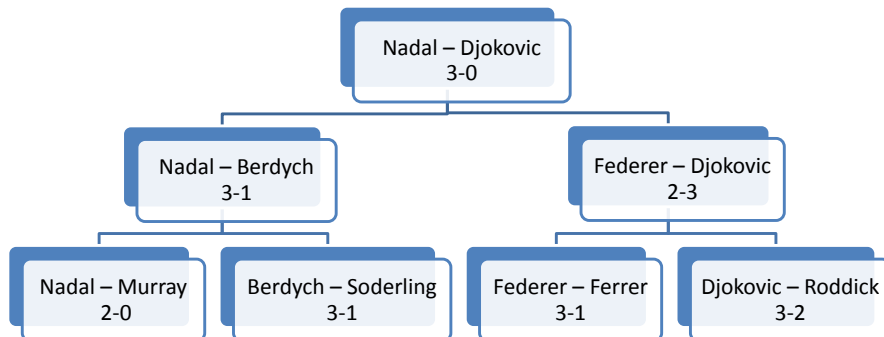 Nadal – Djokovic
3-0
Nadal – Berdych
3-1
Federer – Djokovic
2-3
Nadal – Murray
2-0
Berdych – Soderling
3-1
Federer – Ferrer
3-1
Djokovic – Roddick
3-2